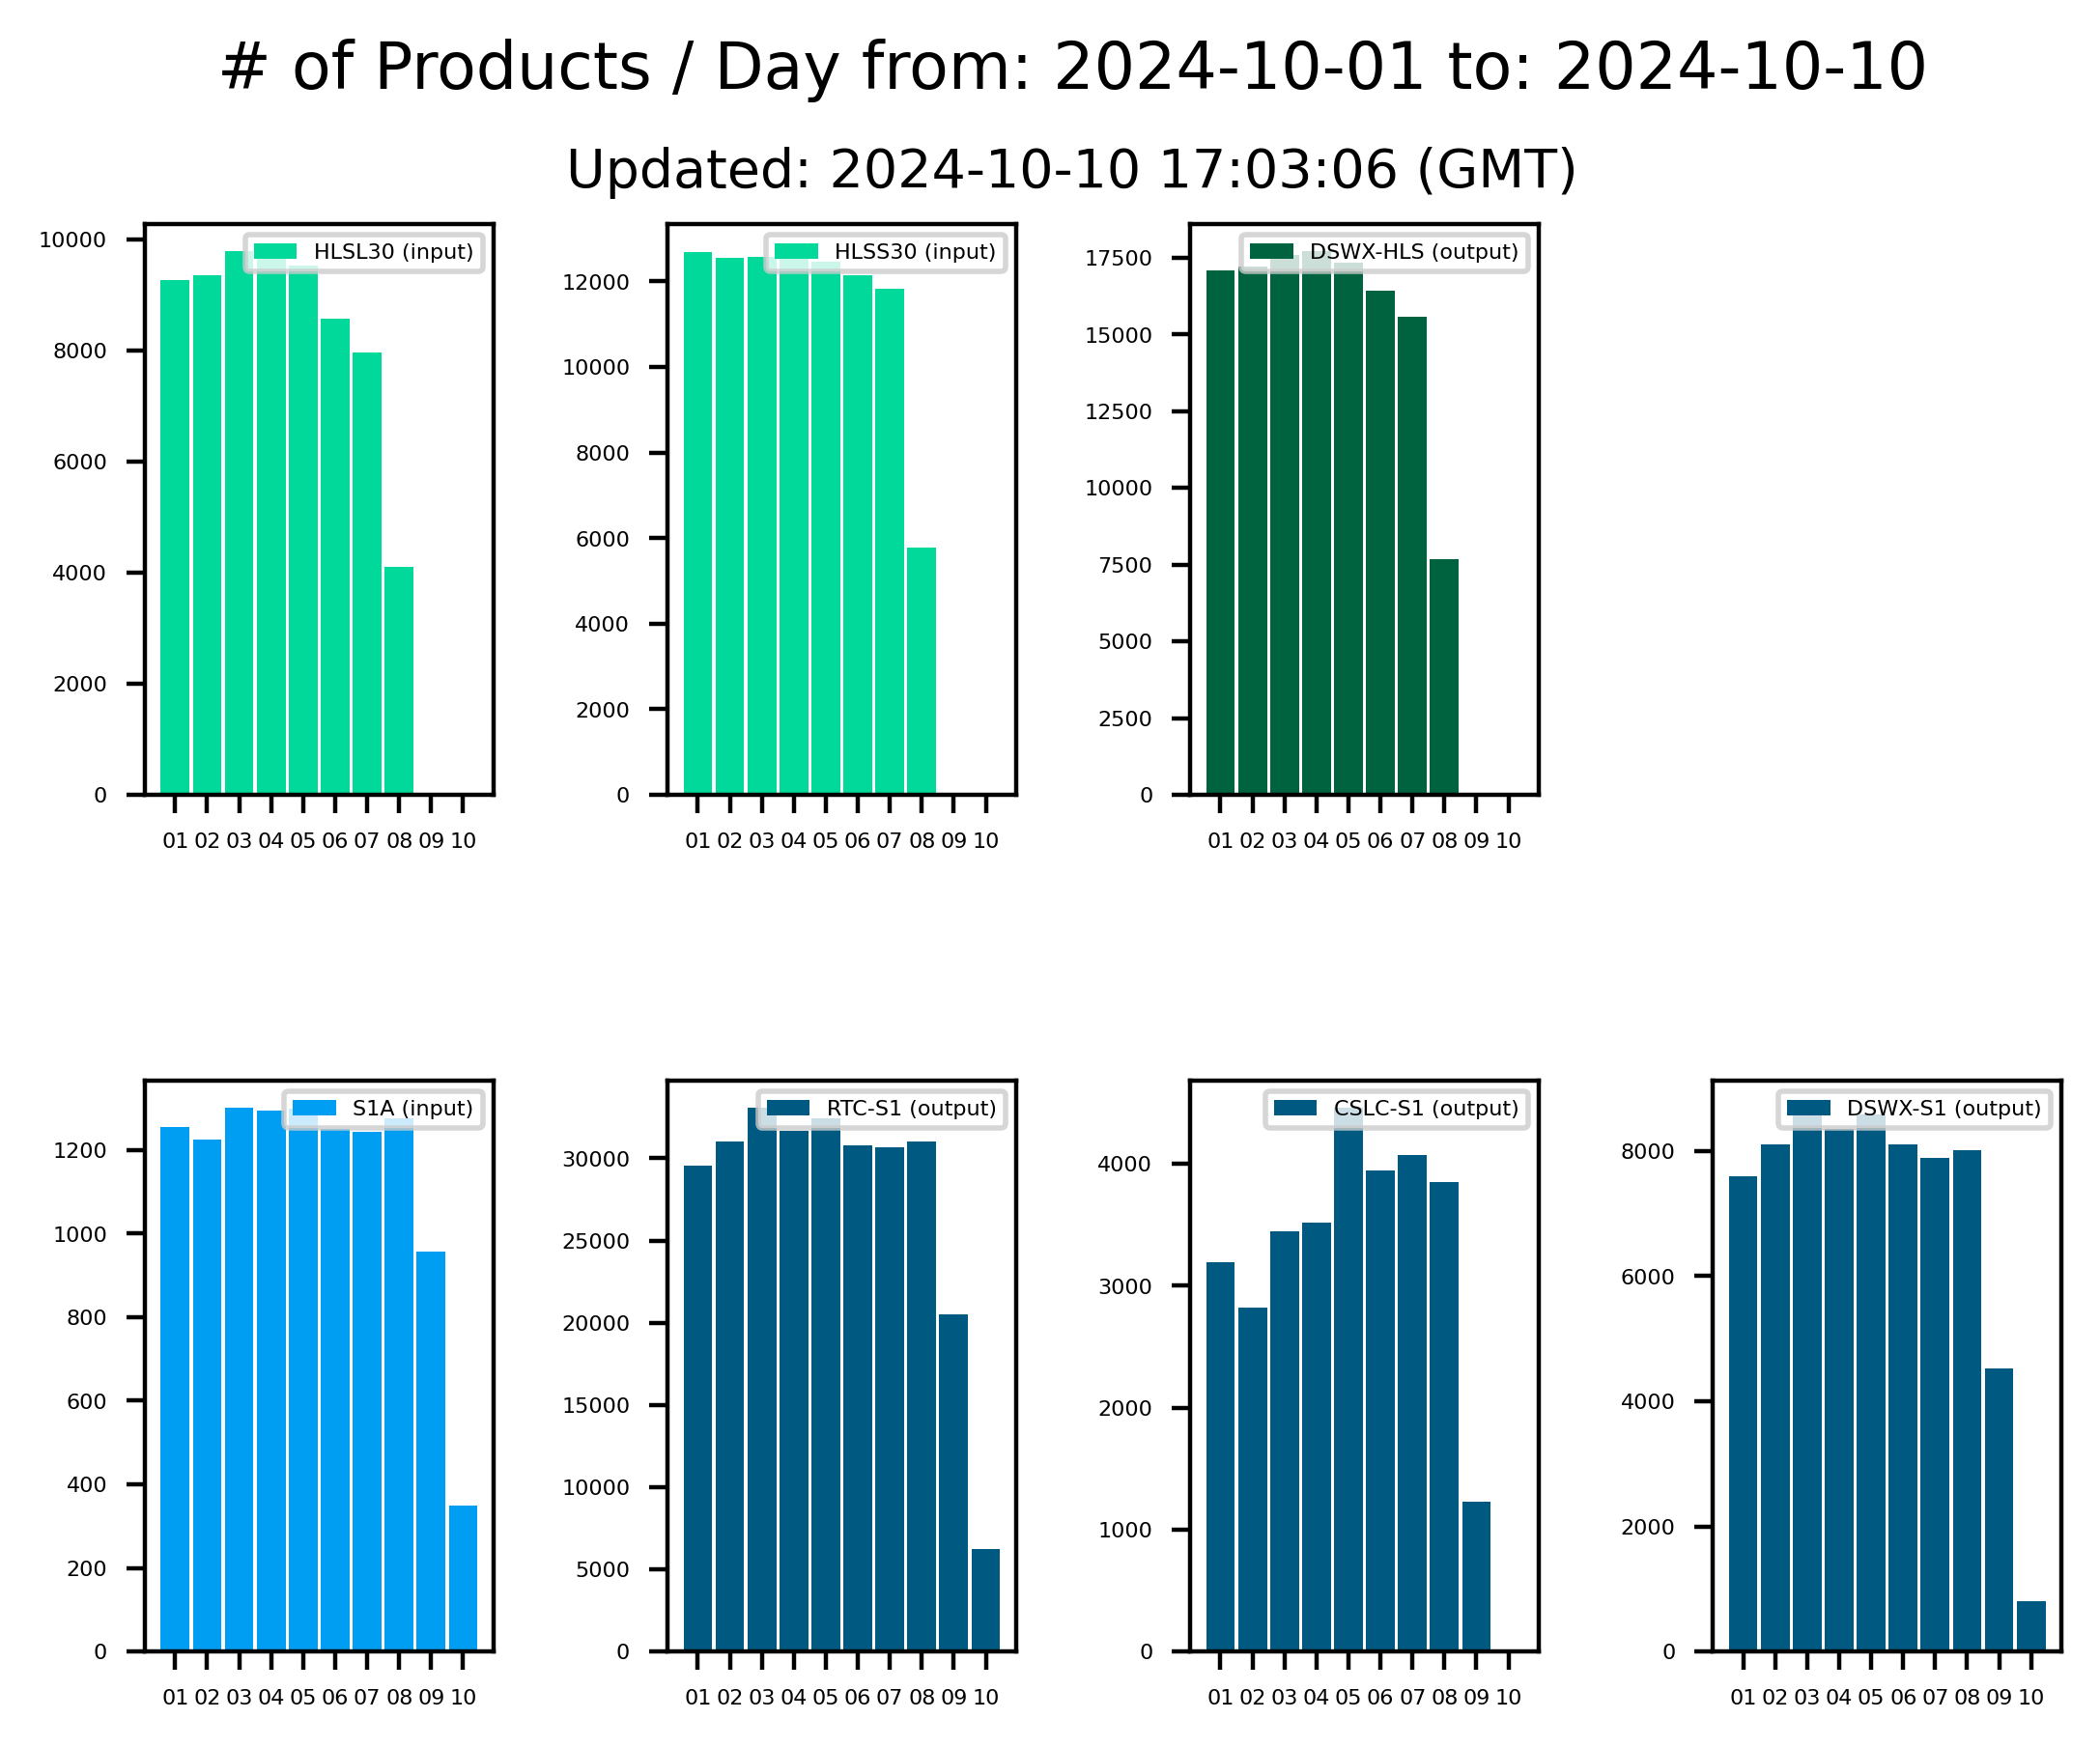 # of Products / Day from: 2024-10-01 to: 2024-10-10
Updated: 2024-10-10 17:03:06 (GMT)
HLSL30 (input)
10000
8000
6000
4000
2000
0
01 02 03 04 05 06 07 08 09 10
HLSS30 (input)
12000
10000
8000
6000
4000
2000
0
01 02 03 04 05 06 07 08 09 10
DSWX-HLS (output)
17500
15000
12500
10000
7500
5000
2500
0
01 02 03 04 05 06 07 08 09 10
S1A (input)
1200
1000
800
600
400
200
0
01 02 03 04 05 06 07 08 09 10
RTC-S1 (output)
30000
25000
20000
15000
10000
5000
0
01 02 03 04 05 06 07 08 09 10
CSLC-S1 (output)
4000
3000
2000
1000
0
01 02 03 04 05 06 07 08 09 10
DSWX-S1 (output)
8000
6000
4000
2000
0
01 02 03 04 05 06 07 08 09 10